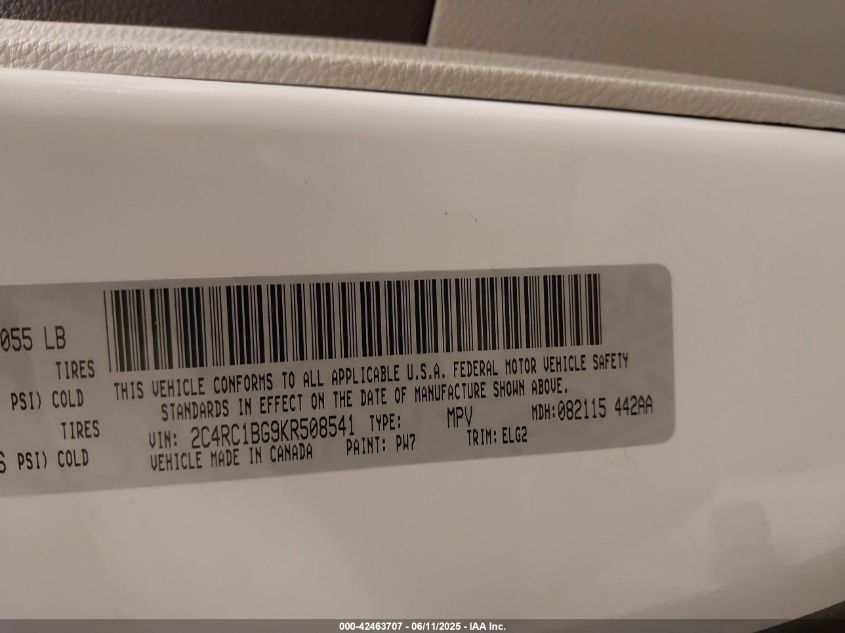 055 LB
TIRES
PSI) COLD
TIRES
PSI) COLD
THIS VEHICLE CONFORMS TO ALL APPLICABLE U.S.A. FEDERAL MOTOR VEHICLE SAFETY
STANDARDS IN EFFECT ON THE DATE OF MANUFACTURE SHOWN ABOVE.
VIN: 2C4RC1BG9KR508541 TYPE: MPV MDH:082115 442AA
VEHICLE MADE IN CANADA PAINT: PW7 TRIM: ELG2
000-42463707 - 06/11/2025 - IAA Inc.